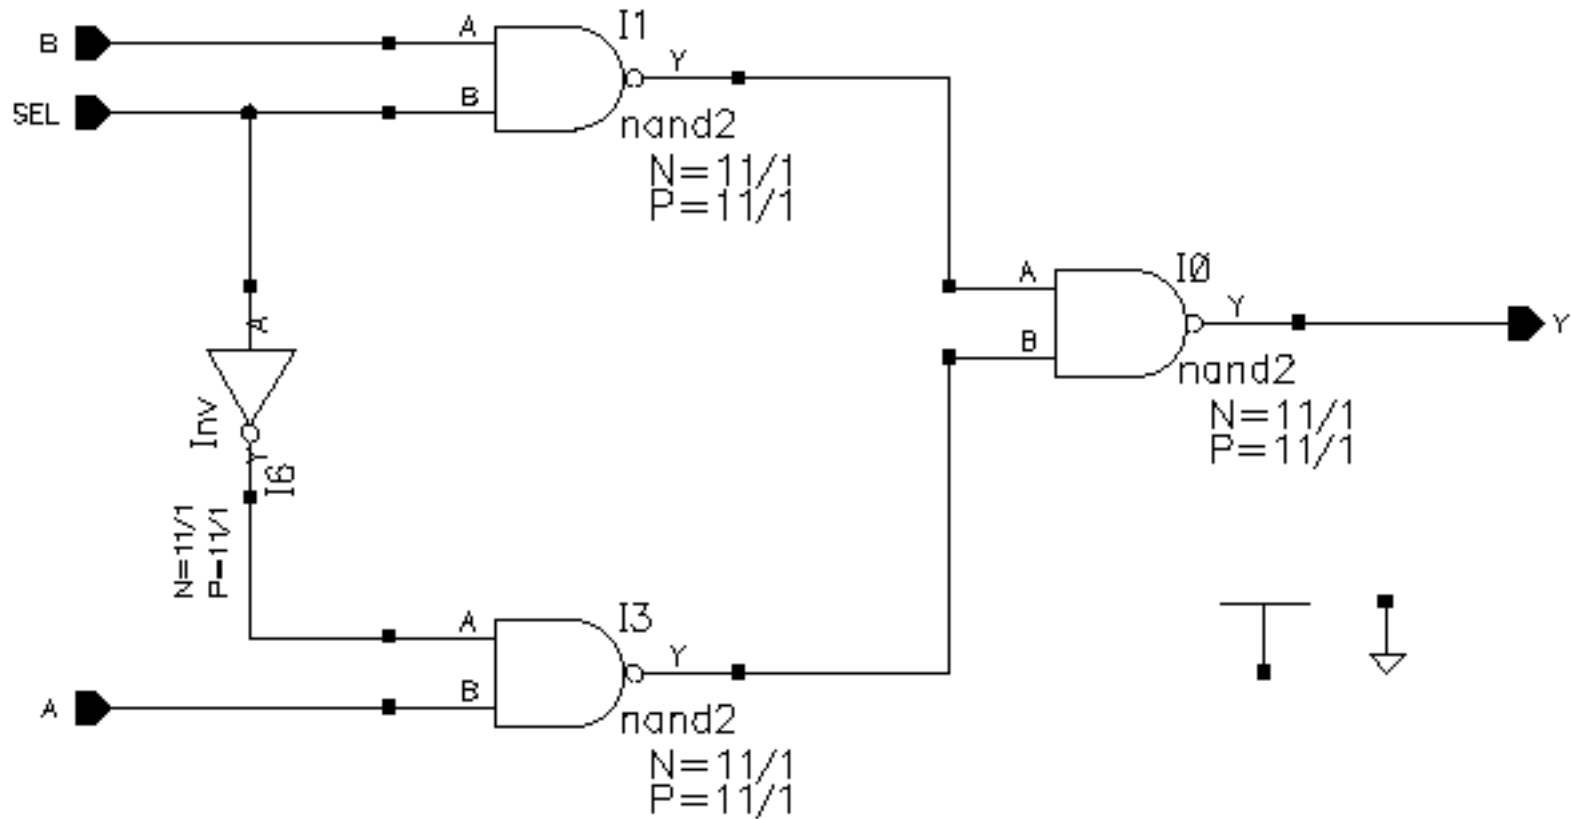 B
A
I1
Y
SEL
B
nand2
N=11/1
P=11/1
A
I0
A
Y
Y
B
nand2
N=11/1
P=11/1
Inv
Y
I6
N=11/1
P=11/1
A
I3
Y
A
B
nand2
N=11/1
P=11/1